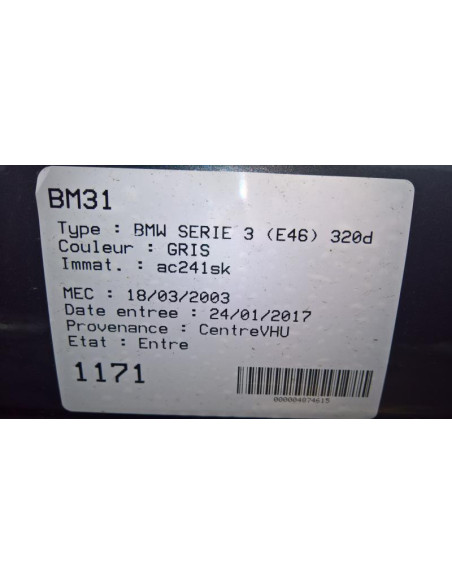 BM31
Type : BMW SERIE 3 (E46) 320d
Couleur : GRIS
Immat. : ac241sk
MEC : 18/03/2003
Date entree : 24/01/2017
Provenance : CentreVHU
Etat : Entre
1171
000004874615